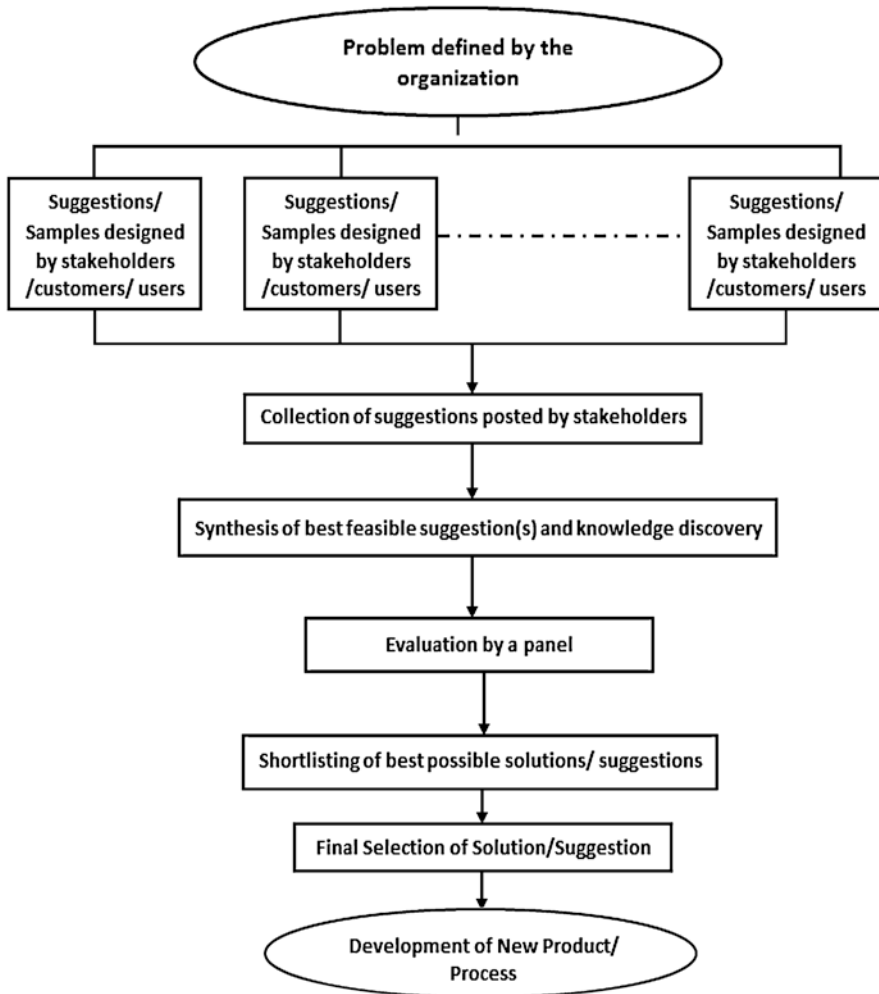 Problem defined by the
organization
Suggestions/
Samples designed
by stakeholders
/customers/ users
Suggestions/
Samples designed
by stakeholders
/customers/ users
Suggestions/
Samples designed
by stakeholders
/customers/ users
Collection of suggestions posted by stakeholders
Synthesis of best feasible suggestion(s) and knowledge discovery
Evaluation by a panel
Shortlisting of best possible solutions/ suggestions
Final Selection of Solution/Suggestion
Development of New Product/
Process